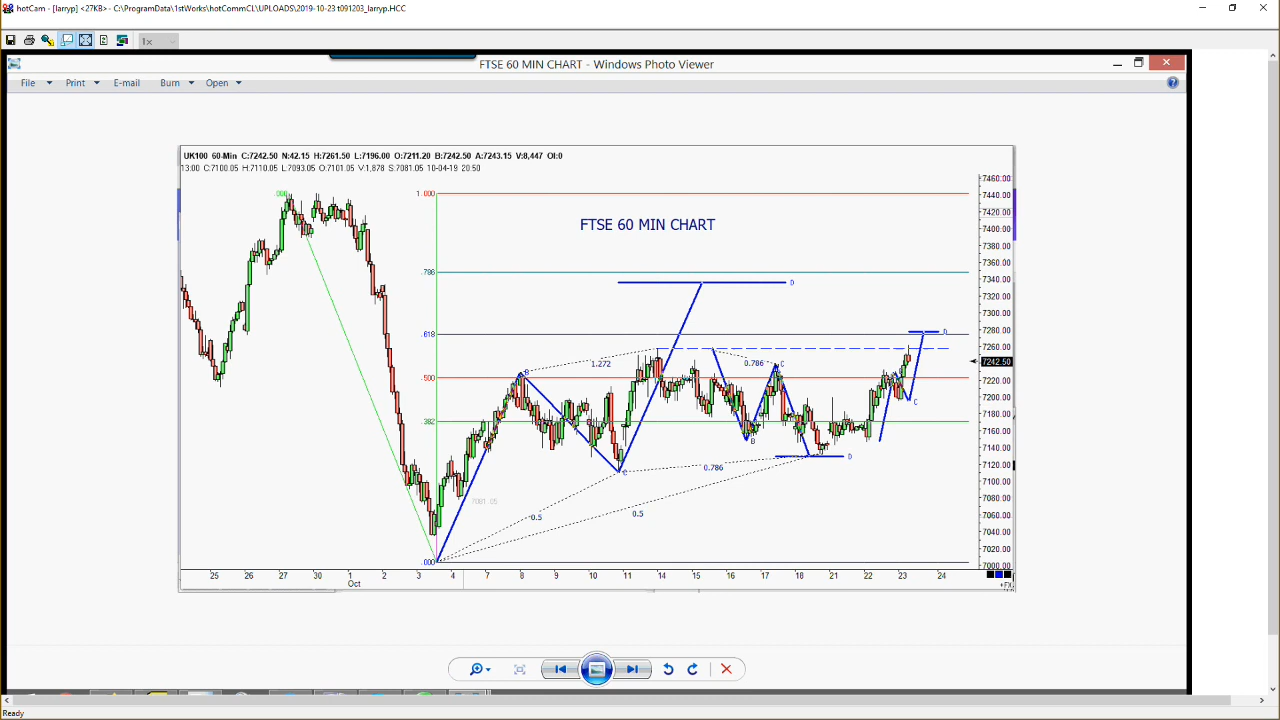 hotCam - [larryp] <27KB> - C:\ProgramData\1stWorks\hotCommCL\UPLOADS\2019-10-23 t091203_larryp.HCC
1x
FTSE 60 MIN CHART - Windows Photo Viewer
File Print E-mail Burn Open
UK100 60-Min C:7242.50 N:42.15 H:7261.50 L:7196.00 O:7211.20 B:7242.50 A:7243.15 V:8,447 OI:0
13:00 C:7100.05 H:7110.05 L:7093.05 O:7101.05 V:1,878 S:7081.05 10-04-19 20.50
7460.00
.000 1.000 7440.00
7420.00
FTSE 60 MIN CHART
7400.00
7380.00
7360.00
.786 7340.00
D
7320.00
7300.00
.618 D 7280.00
7260.00
1.272 0.786 C 7242.50
B
.500 7220.00
7200.00
C
7180.00
.382 7160.00
B 7140.00
D
0.786 7120.00
C
7100.00
7080.00
7081.05
0.5 0.5 7060.00
7040.00
7020.00
.000 7000.00
25 26 27 30 1 2 3 4 7 8 9 10 11 14 15 16 17 18 21 22 23 24
Oct
Ready